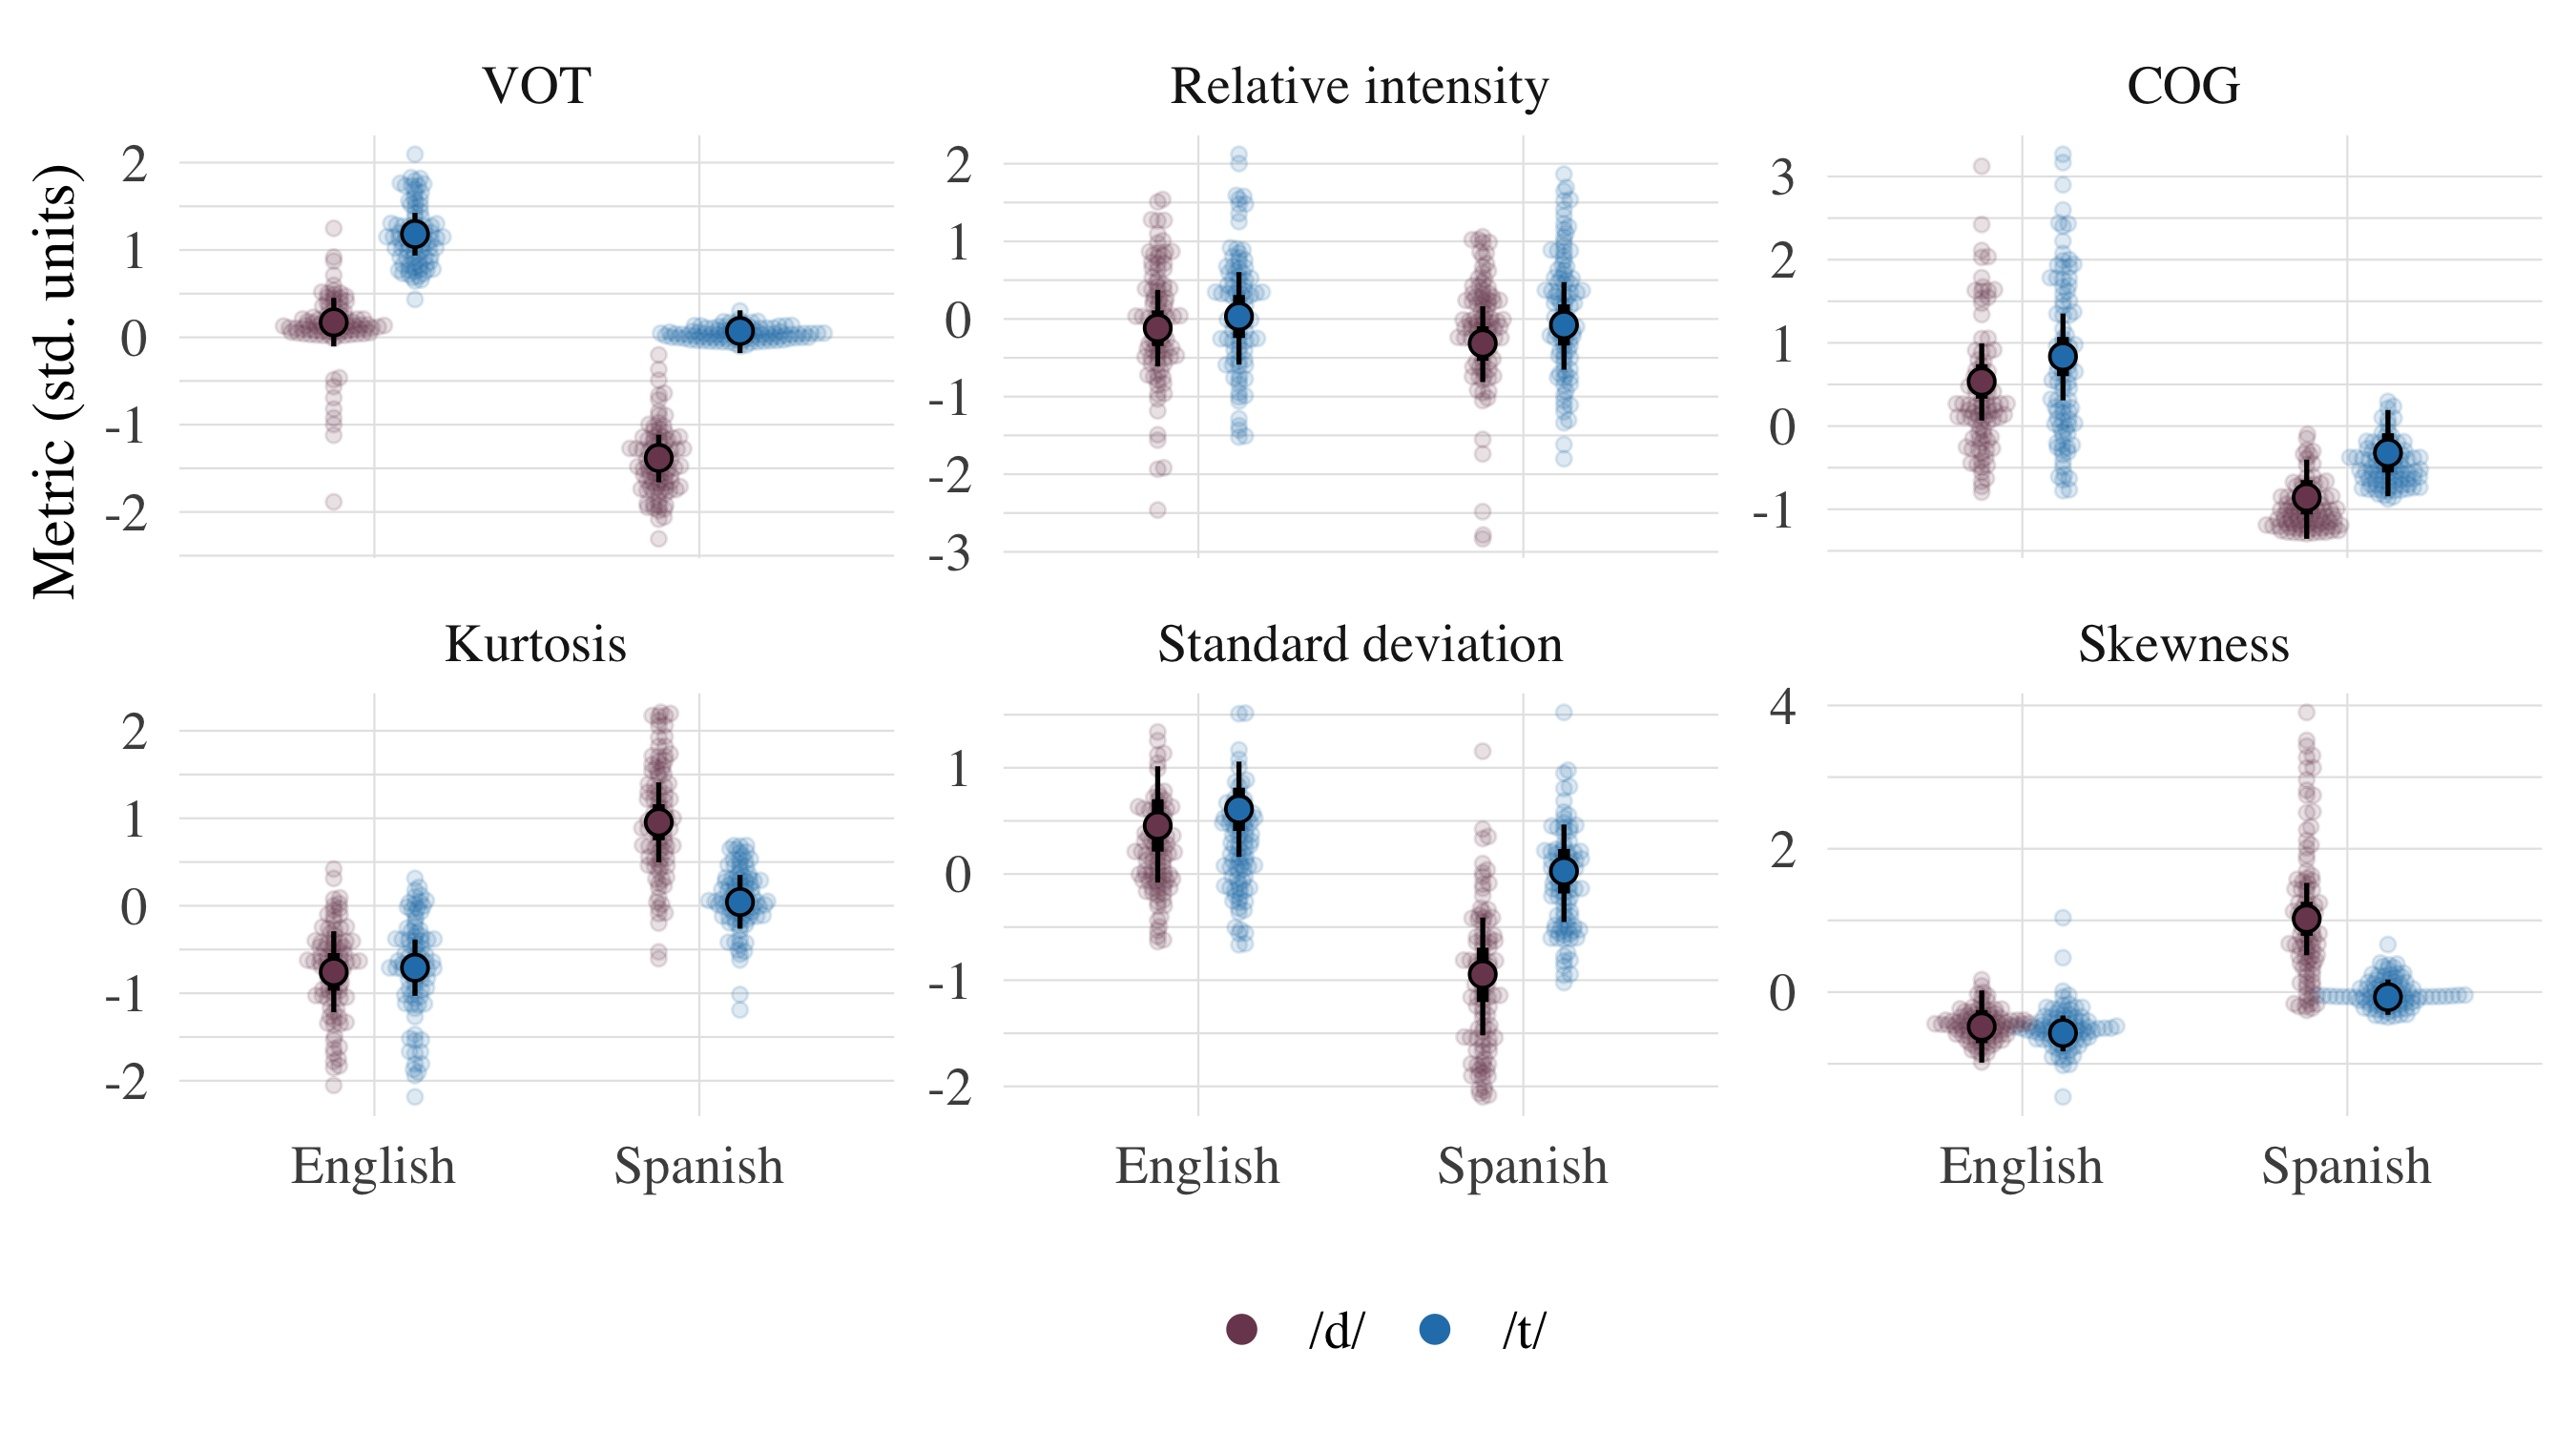 VOT Relative intensity COG
Metric (std. units)
2 2 3
1 1 2
0 0 1
-1 -1 0
-2 -2 -1
-3
Kurtosis Standard deviation Skewness
2 1 4
1 0 2
0 -1 0
-1 -2
-2
English Spanish English Spanish English Spanish
/d/ /t/